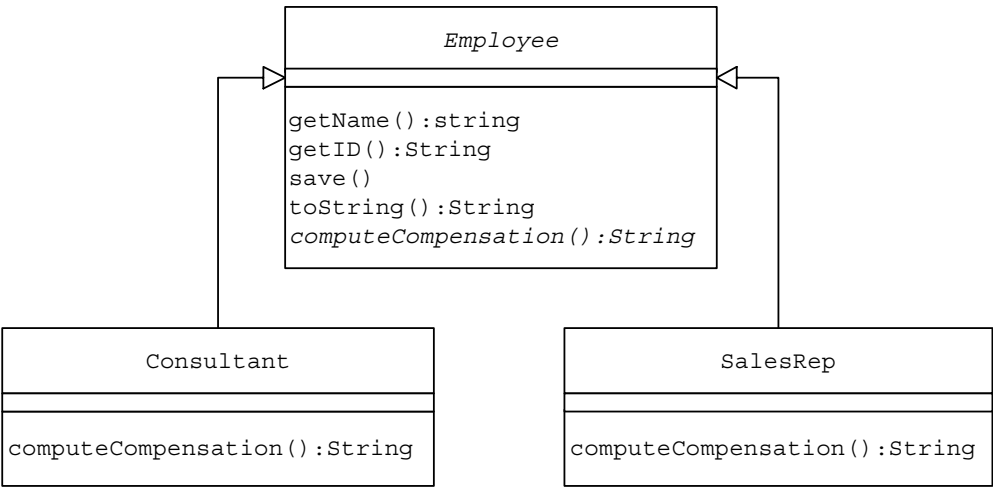 Employee
getName():string
getID():String
save()
toString():String
computeCompensation():String
Consultant
computeCompensation():String
SalesRep
computeCompensation():String